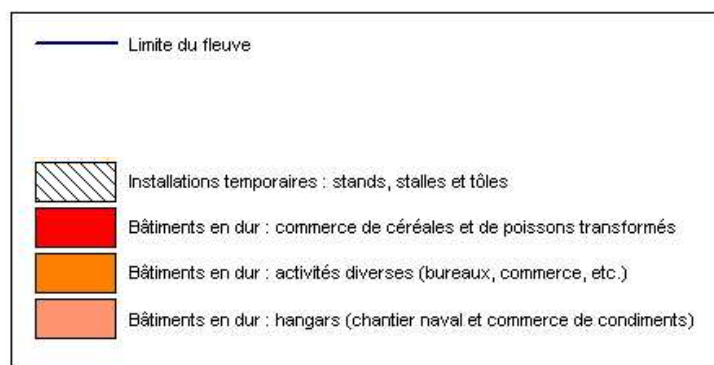 Limite du fleuve
Installations temporaires : stands, stalles et tôles
Bâtiments en dur : commerce de céréales et de poissons transformés
Bâtiments en dur : activités diverses (bureaux, commerce, etc.)
Bâtiments en dur : hangars (chantier naval et commerce de condiments)